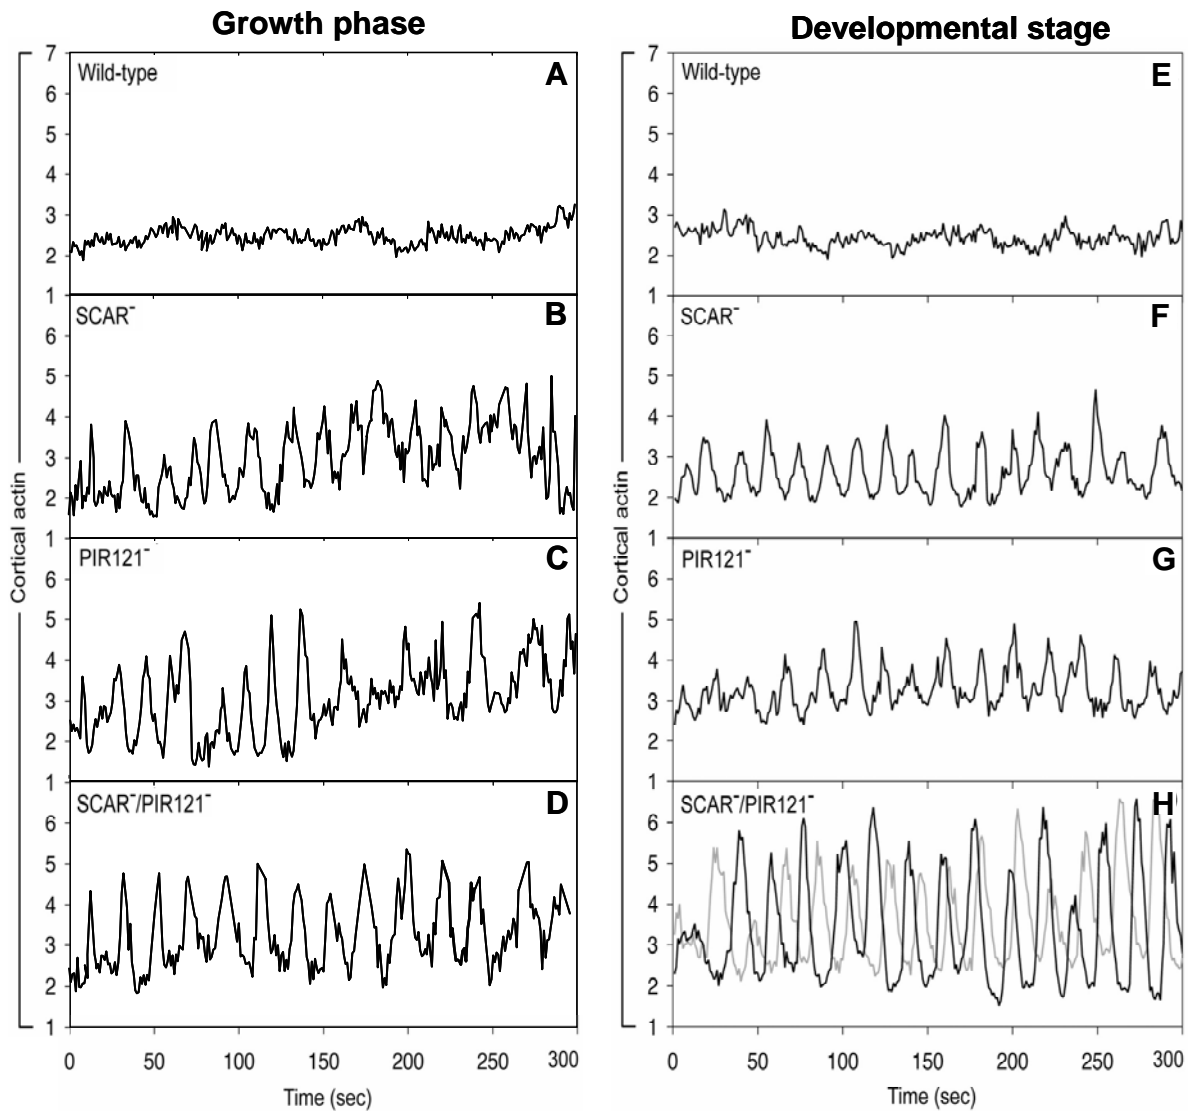 Growth phase
Developmental stage
7
6
5
4
3
2
1
Wild-type
A
6
5
4
3
2
1
SCAR-
B
6
5
4
3
2
1
PIR121-
C
6
5
4
3
2
1
SCAR-/PIR121-
D
Cortical actin
0 50 100 150 200 250 300
Time (sec)
7
6
5
4
3
2
1
Wild-type
E
6
5
4
3
2
1
SCAR-
F
6
5
4
3
2
1
PIR121-
G
6
5
4
3
2
1
SCAR-/PIR121-
H
Cortical actin
0 50 100 150 200 250 300
Time (sec)